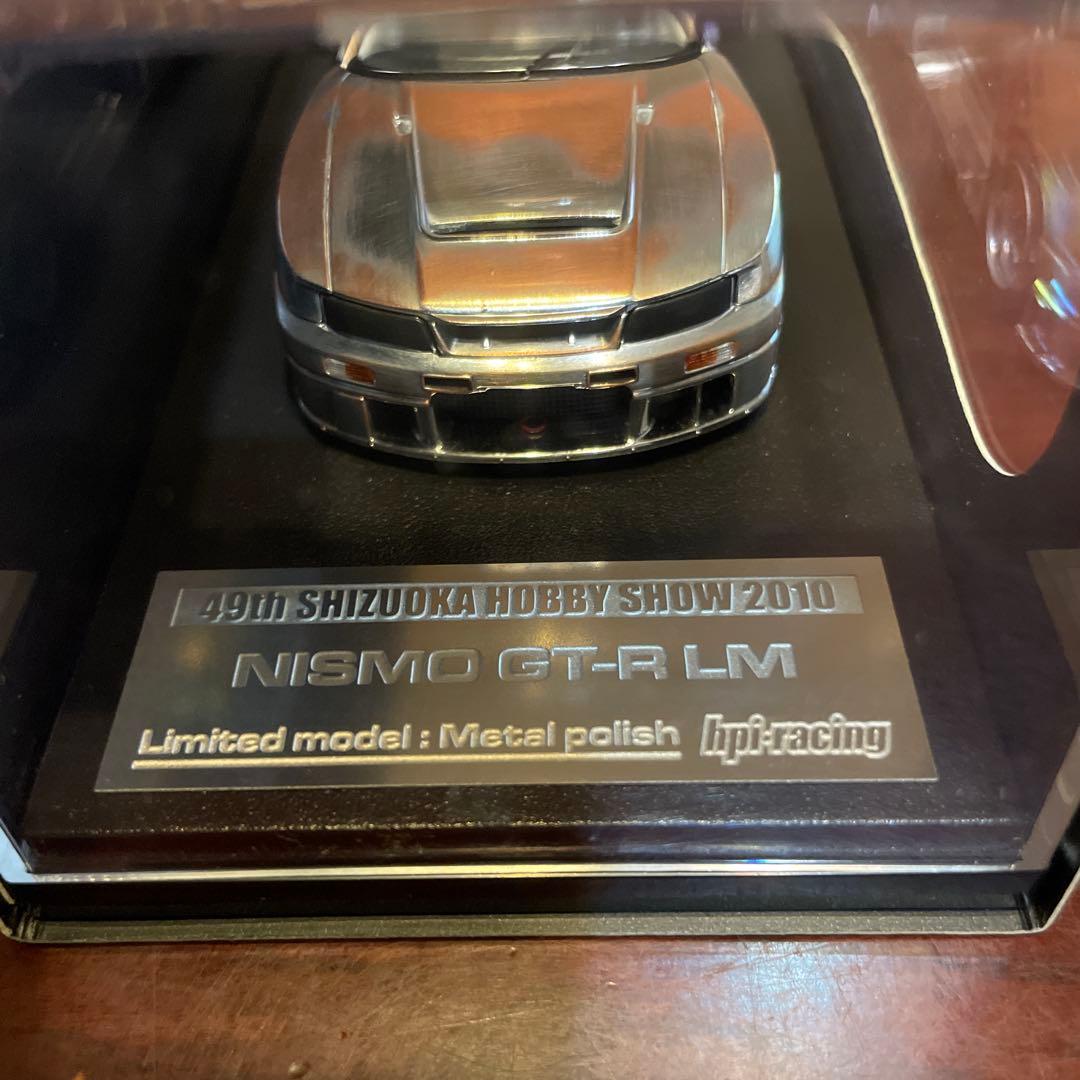 49th SHIZUOKA HOBBY SHOW 2010
NISMO GT-R LM
Limited model : Metal polish hpi·racing